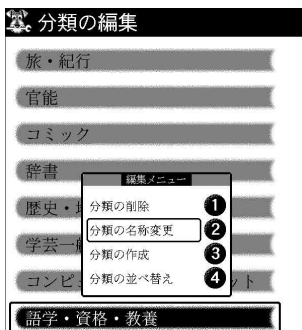 分類の編集
旅・紀行
官能
コミック
辞書
編集メニュー
歴史・
分類の削除 1
分類の名称変更 2
学芸一
分類の作成 3
コンピ
分類の並べ替え 4
ット
語学・資格・教養